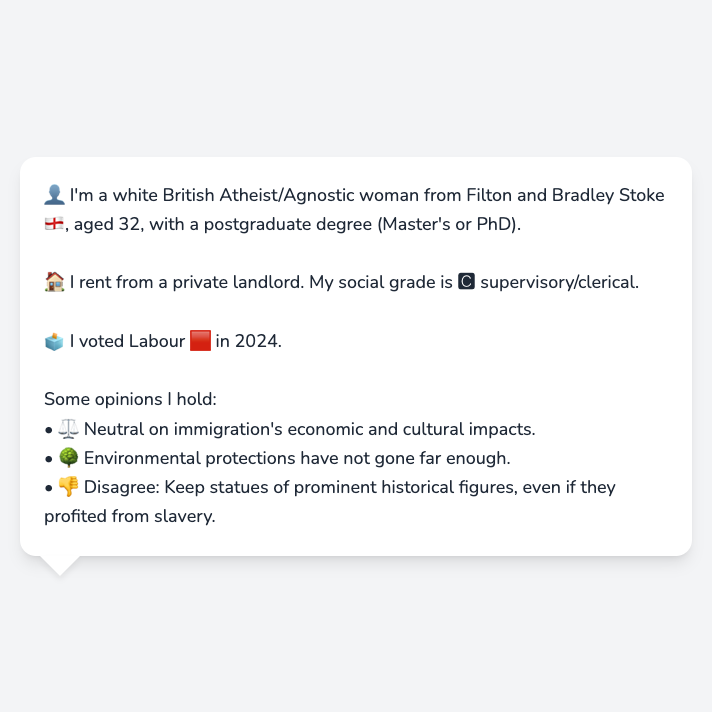 👤 I'm a white British Atheist/Agnostic woman from Filton and Bradley Stoke
🏴󠁧󠁢󠁥󠁮󠁧󠁿, aged 32, with a postgraduate degree (Master's or PhD).
🏠 I rent from a private landlord. My social grade is 🅲 supervisory/clerical.
🗳️ I voted Labour 🟥 in 2024.
Some opinions I hold:
• ⚖️ Neutral on immigration's economic and cultural impacts.
• 🌳 Environmental protections have not gone far enough.
• 👎 Disagree: Keep statues of prominent historical figures, even if they
profited from slavery.